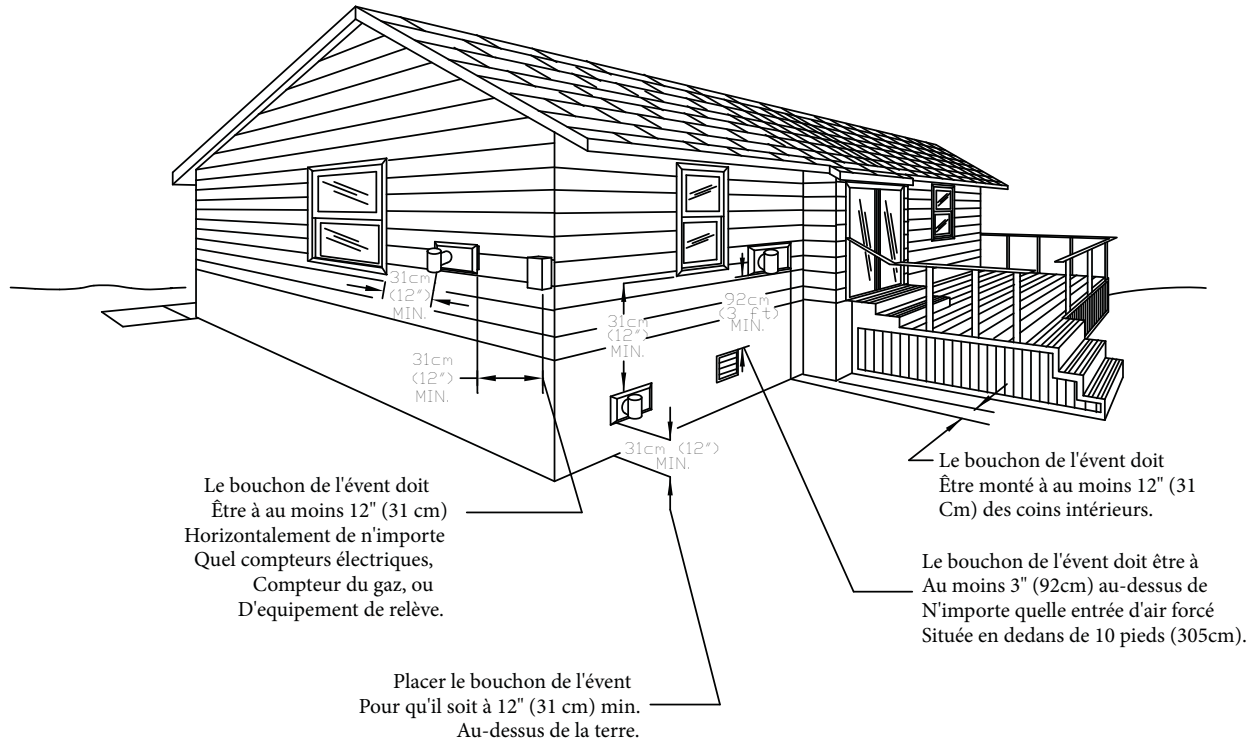 31cm
(12")
MIN.
31cm
(12")
MIN.
31cm
(12")
MIN.
92cm
(3 ft)
MIN.
31cm (12")
MIN.
Le bouchon de l'évent doit
Être à au moins 12" (31 cm)
Horizontalement de n'importe
Quel compteurs électriques,
Compteur du gaz, ou
D'equipement de relève.
Placer le bouchon de l'évent
Pour qu'il soit à 12" (31 cm) min.
Au-dessus de la terre.
Le bouchon de l'évent doit
Être monté à au moins 12" (31
Cm) des coins intérieurs.
Le bouchon de l'évent doit être à
Au moins 3" (92cm) au-dessus de
N'importe quelle entrée d'air forcé
Située en dedans de 10 pieds (305cm).